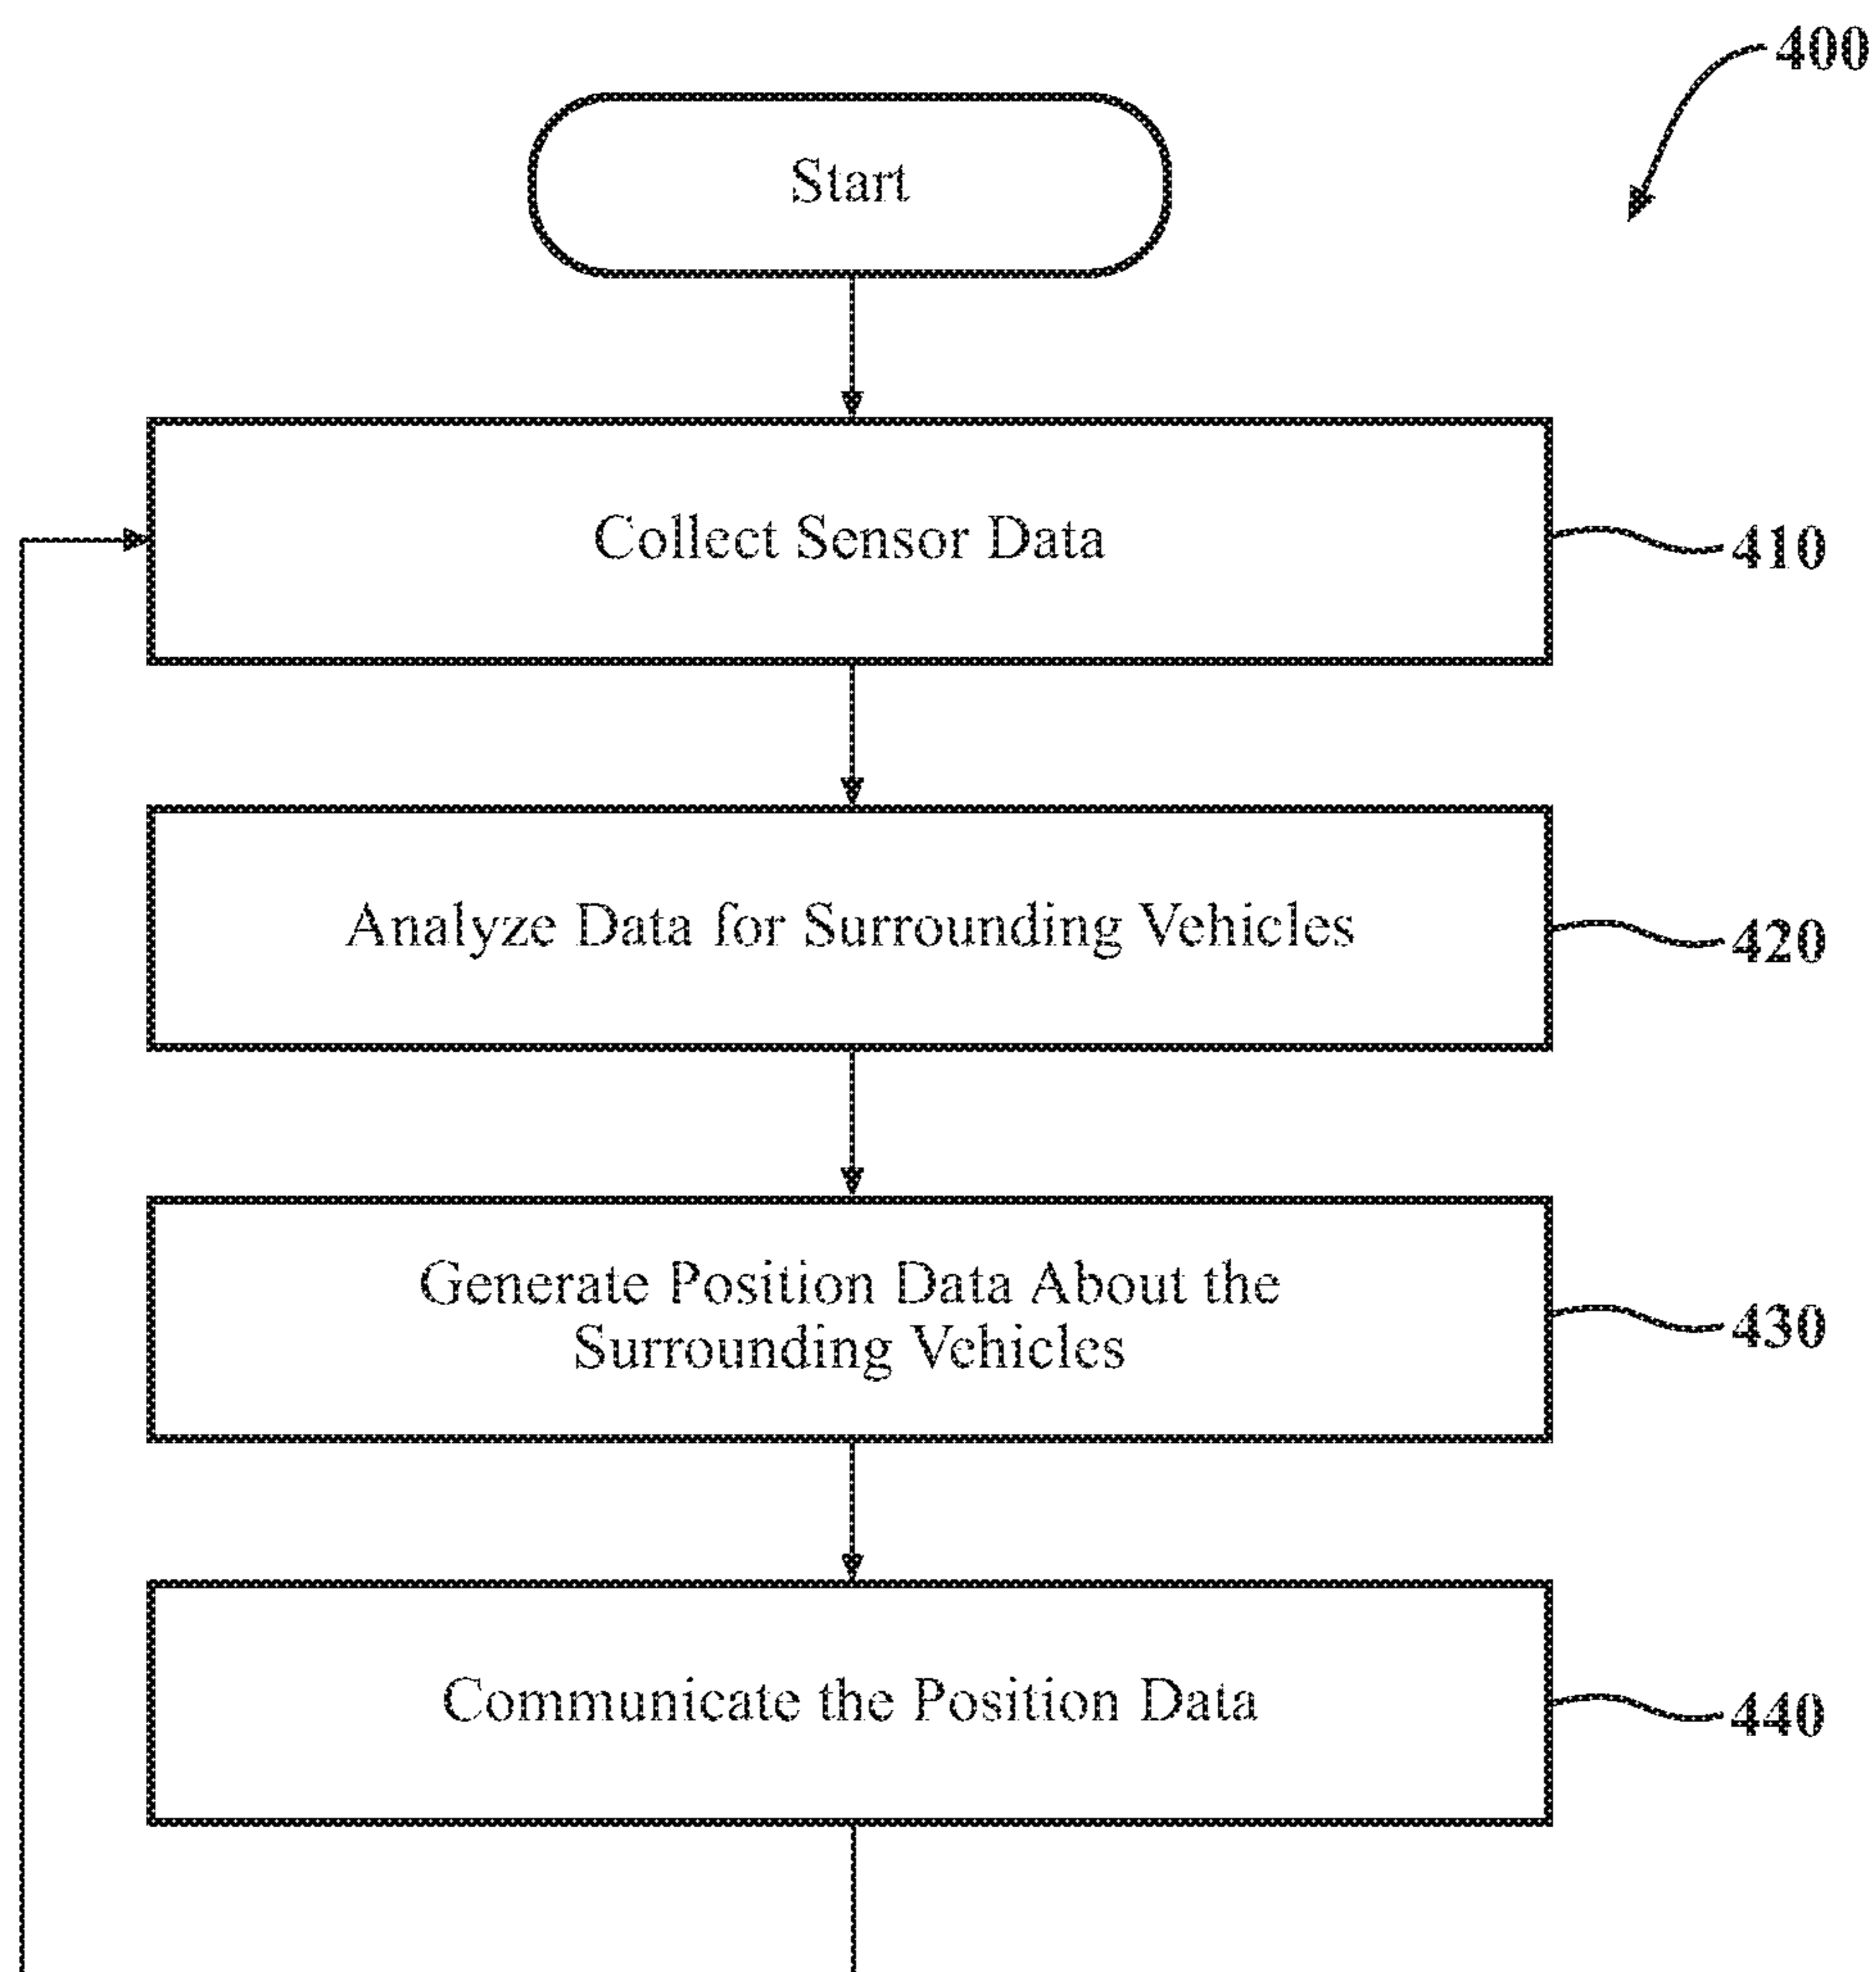 400
Start
Collect Sensor Data
410
Analyze Data for Surrounding Vehicles
420
Generate Position Data About the
Surrounding Vehicles
430
Communicate the Position Data
440